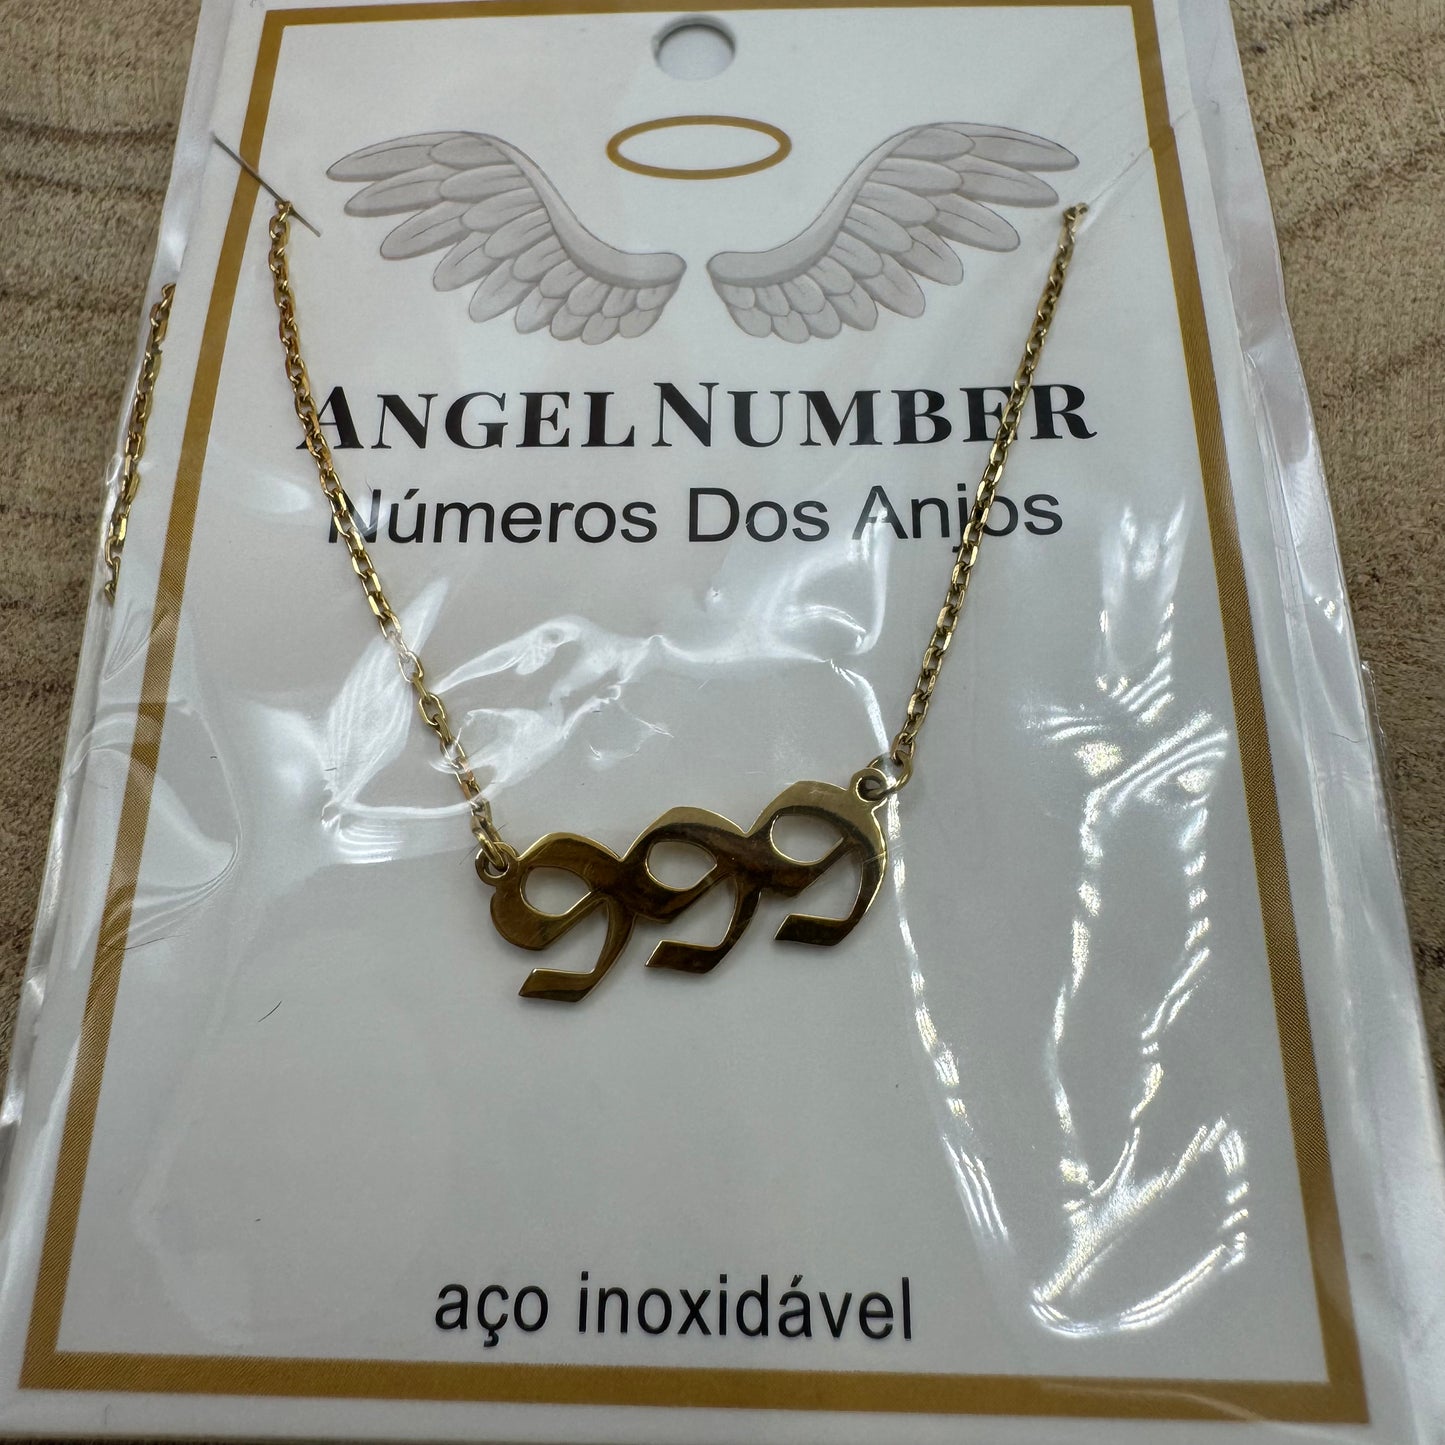 ANGEL NUMBER
Números Dos Anjos
999
aço inoxidável